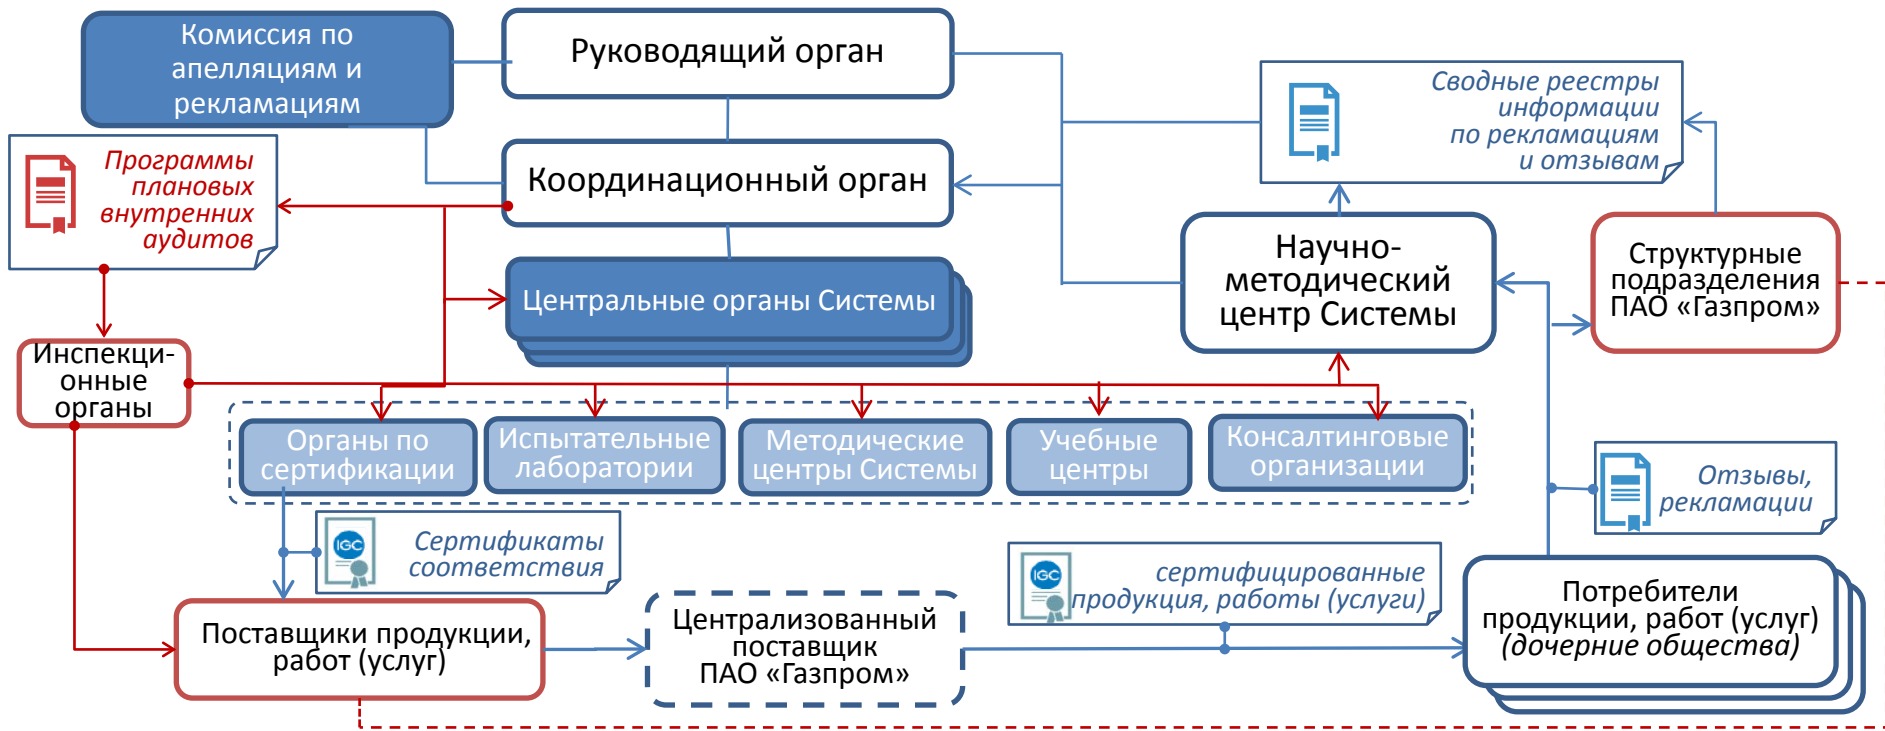 Комиссия по
апелляциям и
рекламациям
Руководящий орган
Сводные реестры
информации
по рекламациям
и отзывам
Программы
плановых
внутренних
аудитов
Координационный орган
Научно-
методический
центр Системы
Структурные
подразделения
ПАО «Газпром»
Центральные органы Системы
Инспекци-
онные
органы
Органы по
сертификации
Испытательные
лаборатории
Методические
центры Системы
Учебные
центры
Консалтинговые
организации
Отзывы,
рекламации
IGC
Сертификаты
соответствия
IGC
сертифицированные
продукция, работы (услуги)
Поставщики продукции,
работ (услуг)
Централизованный
поставщик
ПАО «Газпром»
Потребители
продукции, работ (услуг)
(дочерние общества)